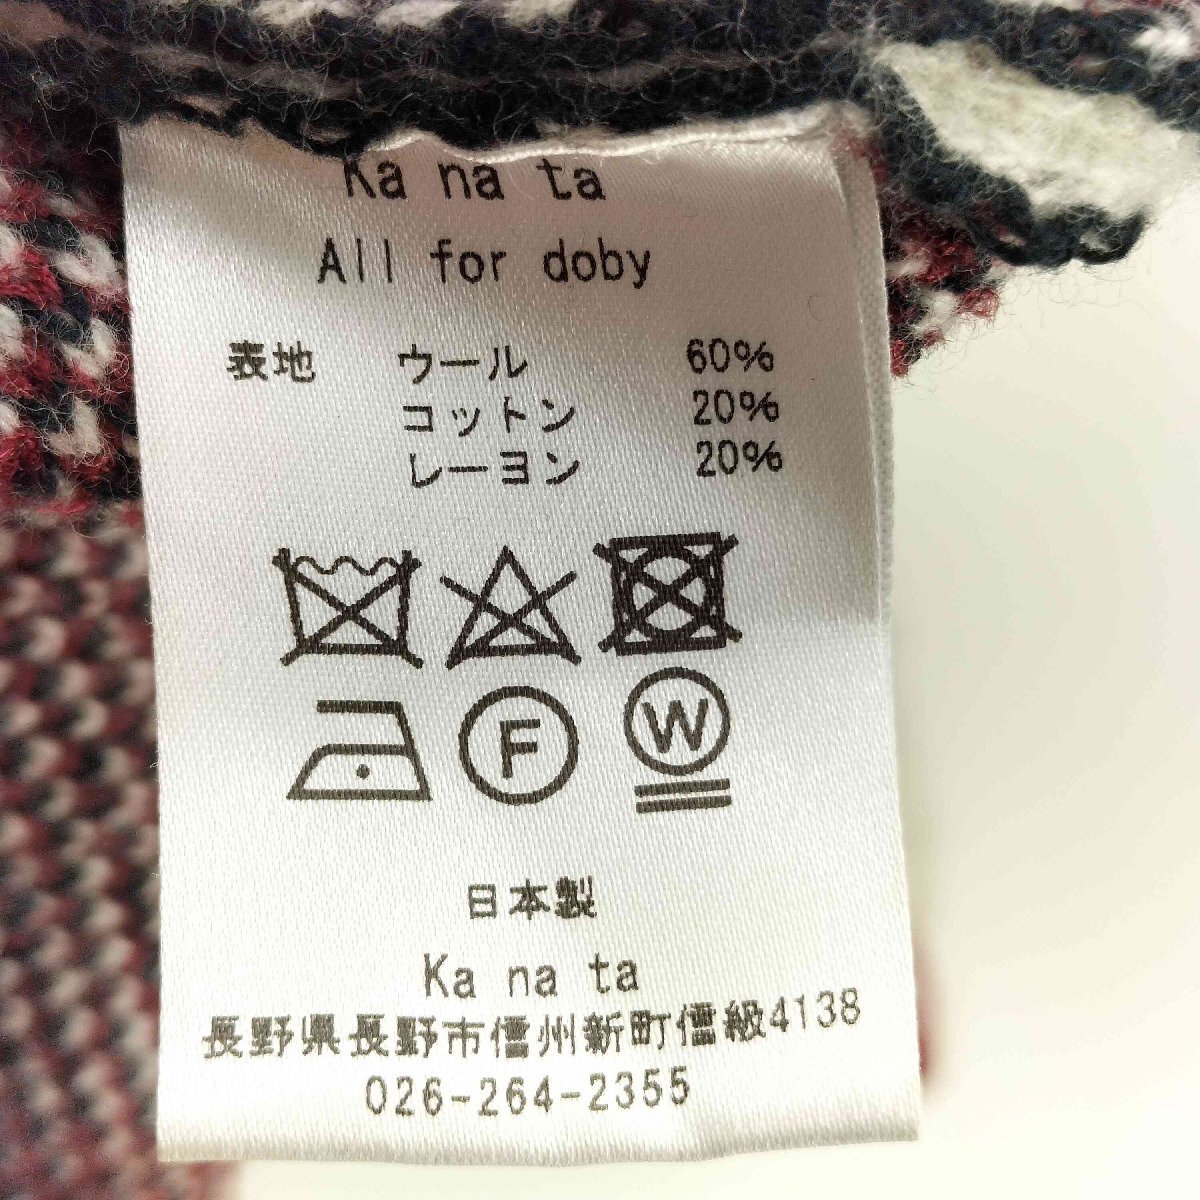 Ka na ta
All for doby
表地 ウール 60%
コットン 20%
レーヨン 20%
F W
日本製
Ka na ta
長野県長野市信州新町信級4138
026-264-2355